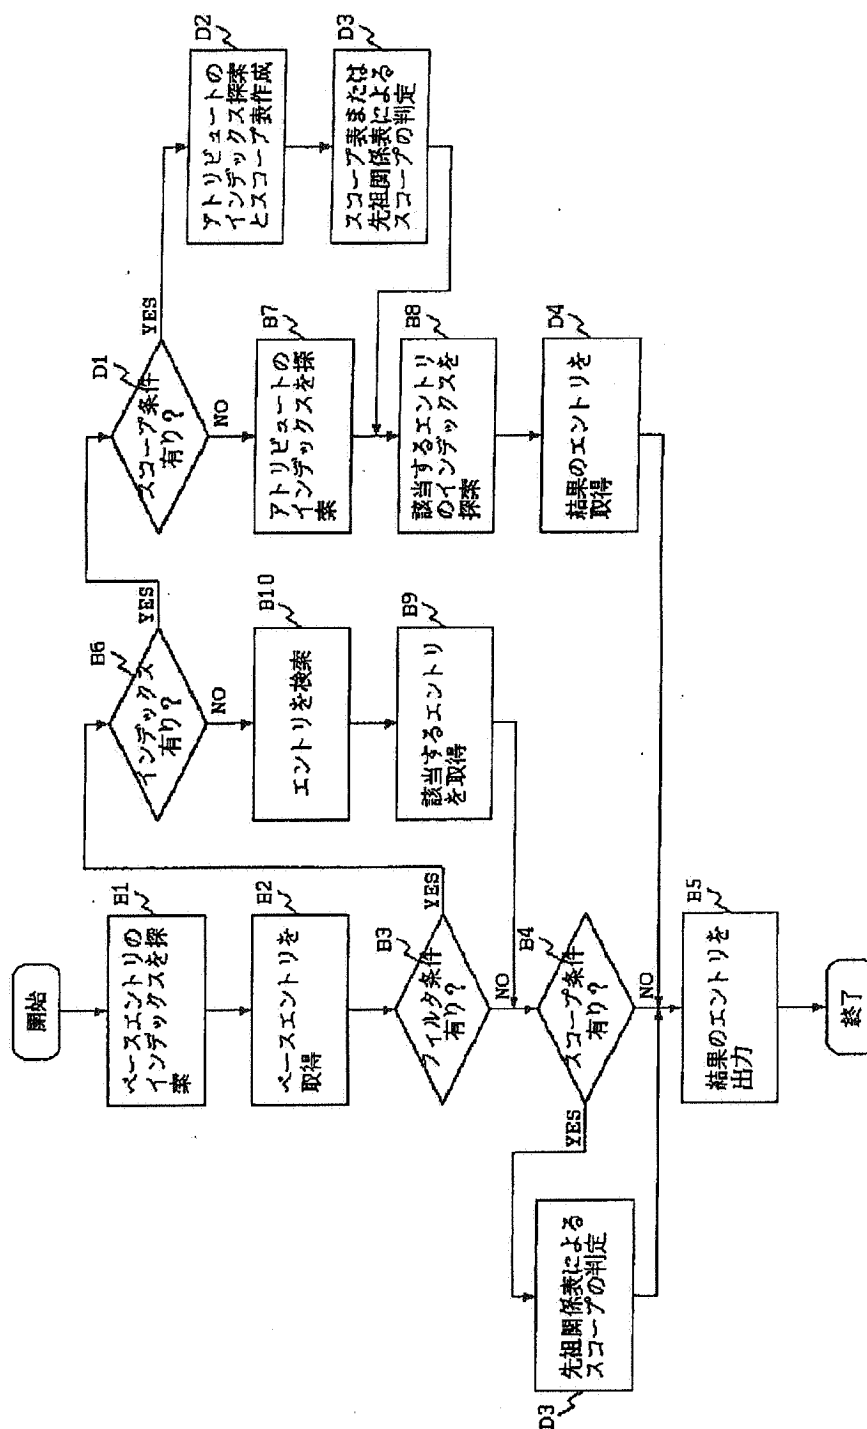 開始
B1
ベースエントリの
インデックスを探
索
B2
ベースエントリを
取得
B3
フィルタ条件
有り？
YES
NO
B4
スコープ条件
有り？
YES
NO
D3
先祖関係表による
スコープの判定
B5
結果のエントリを
出力
終了
B6
インデックス
有り？
YES
NO
B10
エントリを検索
B9
該当するエントリ
を取得
D1
スコープ条件
有り？
YES
NO
B7
アトリビュートの
インデックスを探
索
B8
該当するエントリ
のインデックスを
探索
D4
結果のエントリを
取得
D2
アトリビュートの
インデックス探索
とスコープ表作成
D3
スコープ表または
先祖関係表による
スコープの判定